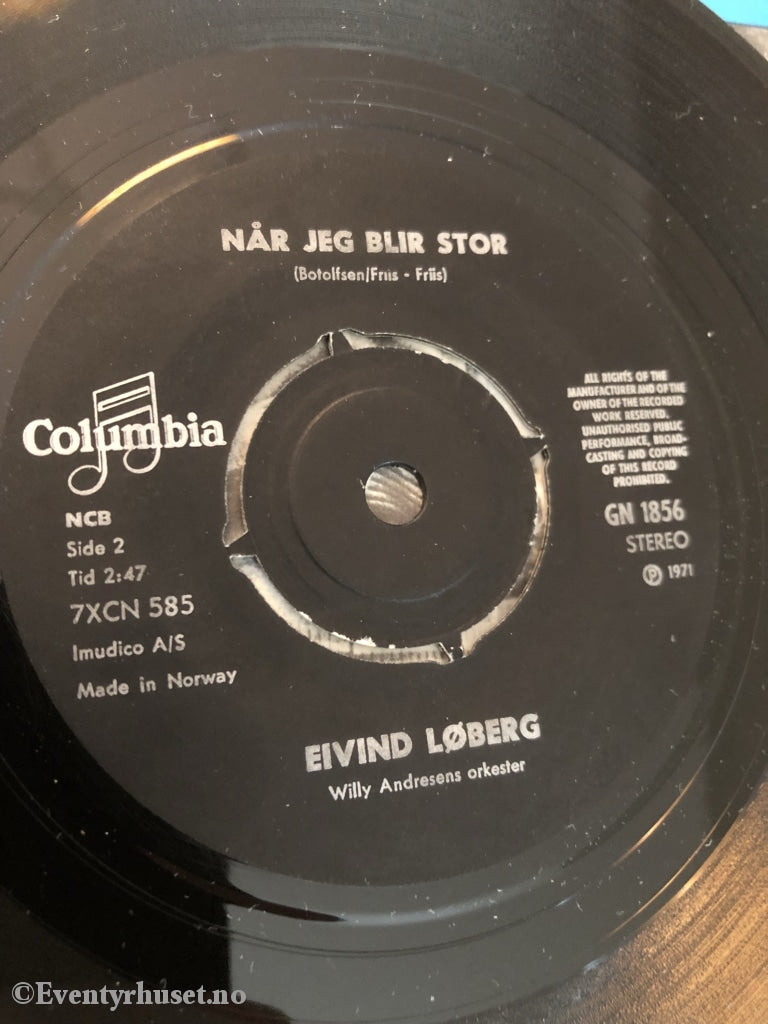 NÅR JEG BLIR STOR
(Botolfsen/Friis - Friis)
Columbia
NCB
Side 2
Tid 2:47
7XCN 585
Imudico A/S
Made in Norway
ALL RIGHTS OF THE
MANUFACTURER AND OF THE
OWNER OF THE RECORDED
WORK RESERVED.
UNAUTHORISED PUBLIC
PERFORMANCE, BROAD-
CASTING AND COPYING
OF THIS RECORD
PROHIBITED.
GN 1856
STEREO
Ⓟ 1971
EIVIND LØBERG
Willy Andresens orkester
©Eventyrhuset.no